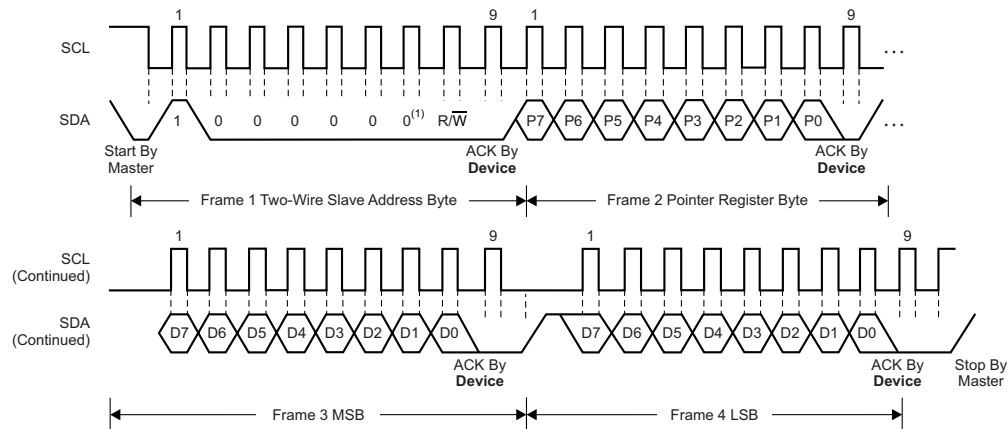 1 9 1 9
SCL ...
SDA 1 0 0 0 0 0 0(1) R/W̅ P7 P6 P5 P4 P3 P2 P1 P0 ...
Start By Master
ACK By Device
ACK By Device
Frame 1 Two-Wire Slave Address Byte
Frame 2 Pointer Register Byte
1 9 1 9
SCL (Continued)
SDA (Continued) D7 D6 D5 D4 D3 D2 D1 D0 D7 D6 D5 D4 D3 D2 D1 D0
ACK By Device
ACK By Device
Stop By Master
Frame 3 MSB
Frame 4 LSB